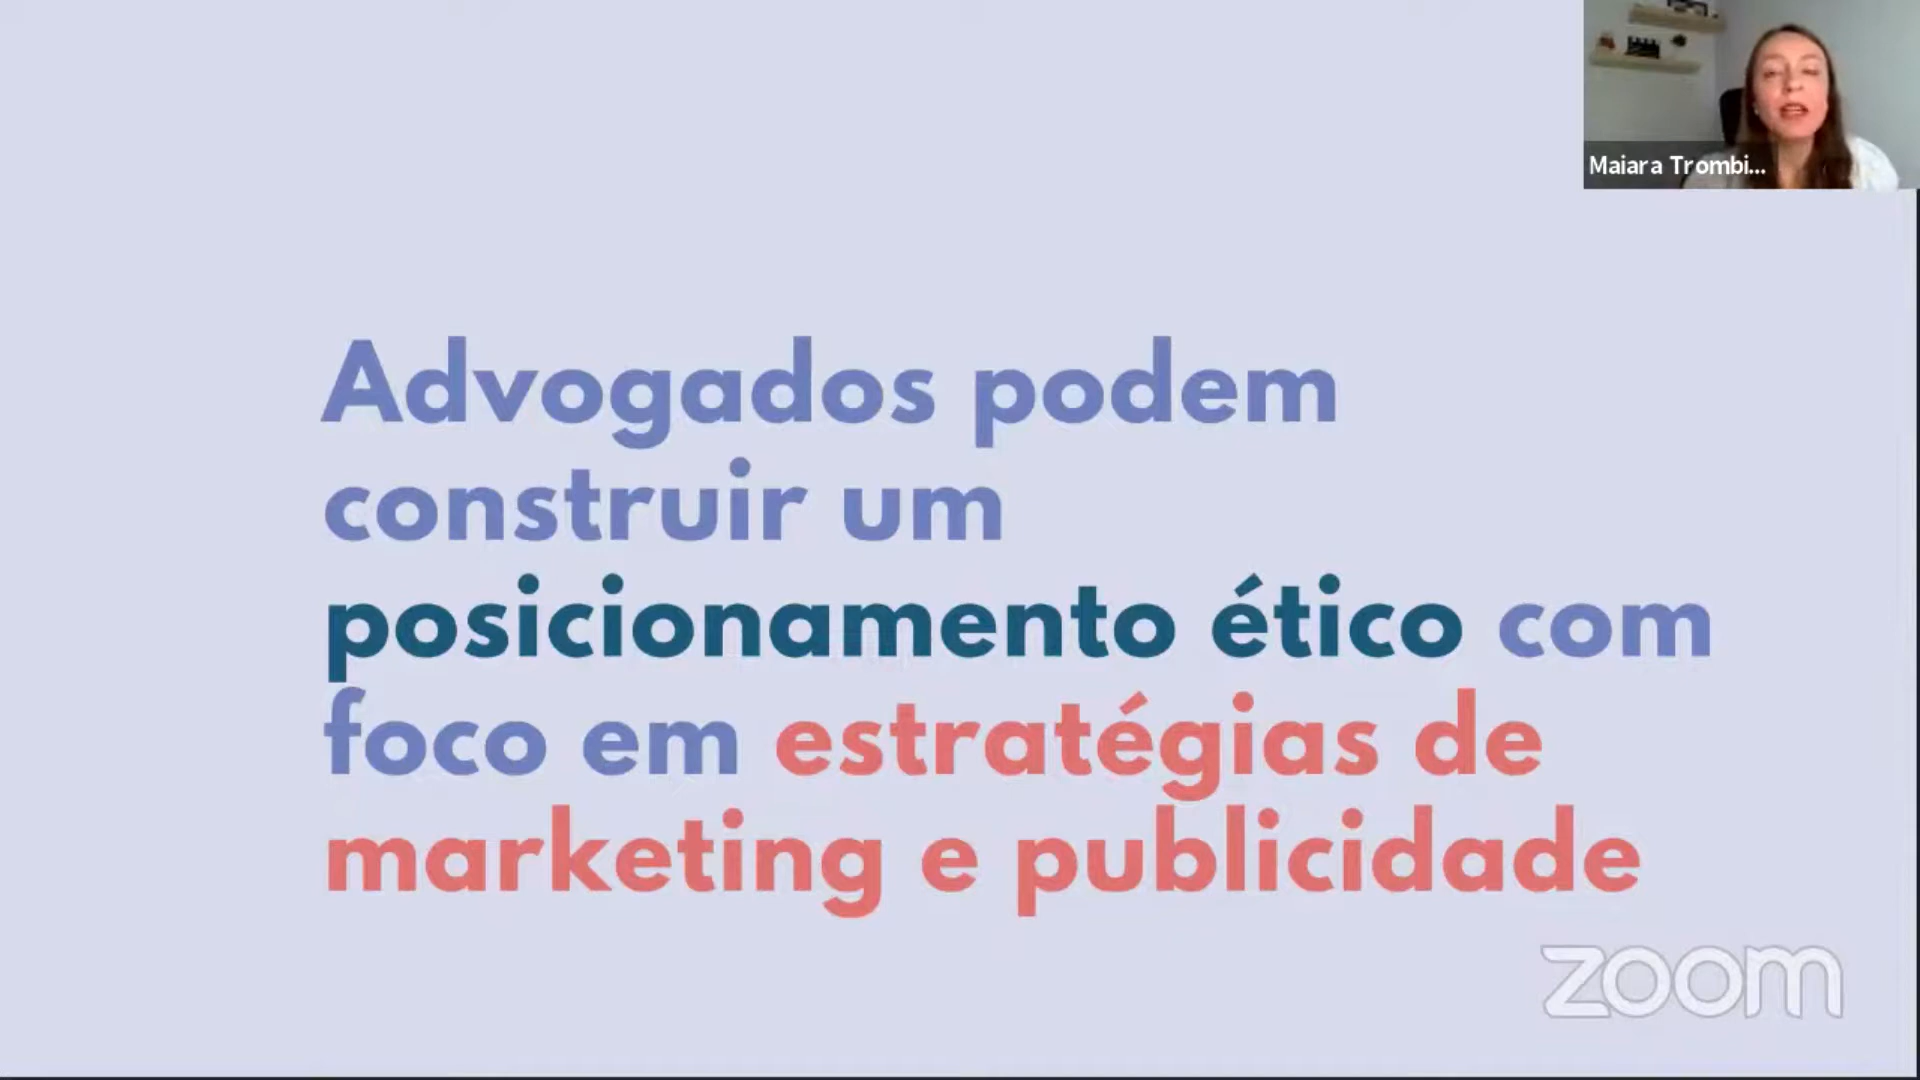 Maiara Trombi...
Advogados podem
construir um
posicionamento ético com
foco em estratégias de
marketing e publicidade
zoom